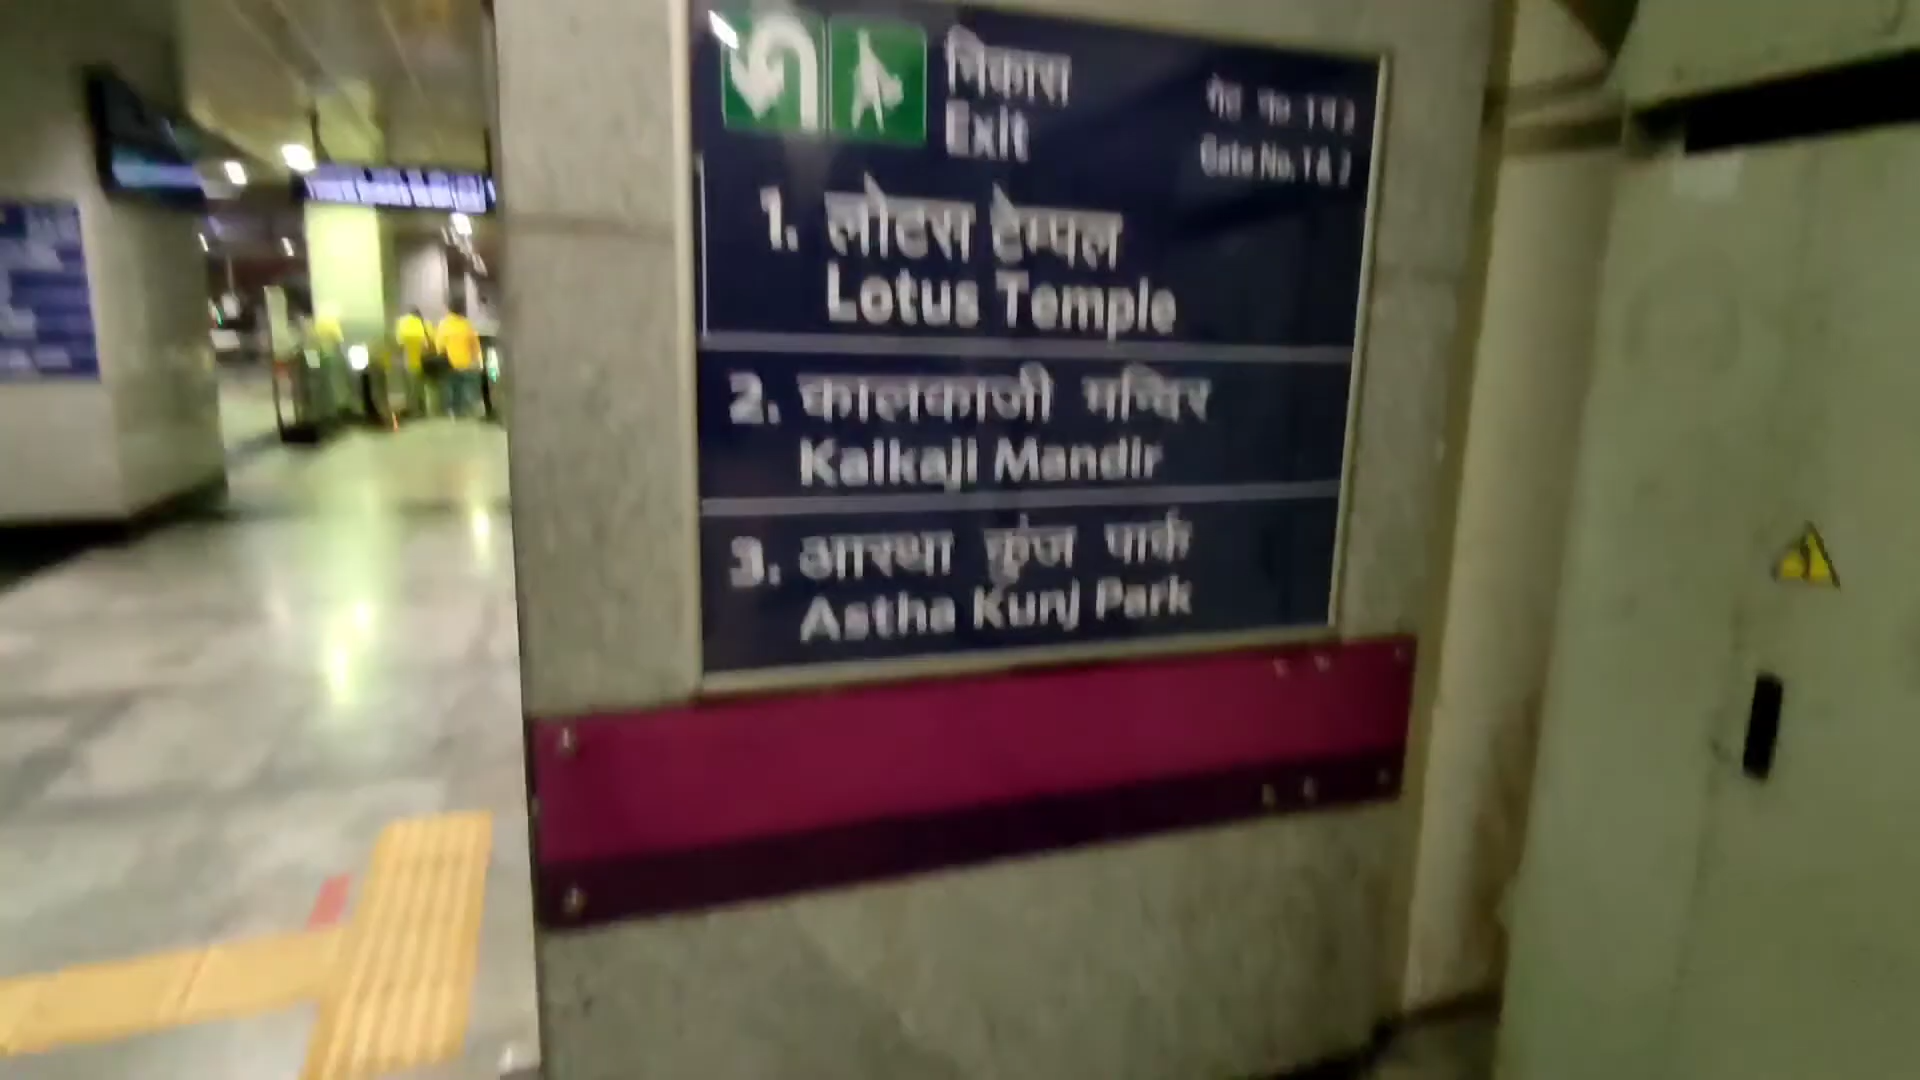 निकास
Exit
गेट नं० 1 व 2
Gate No. 1 & 2
1. लोटस टेम्पल
Lotus Temple
2. कालकाजी मन्दिर
Kalkaji Mandir
3. आस्था कुंज पार्क
Astha Kunj Park